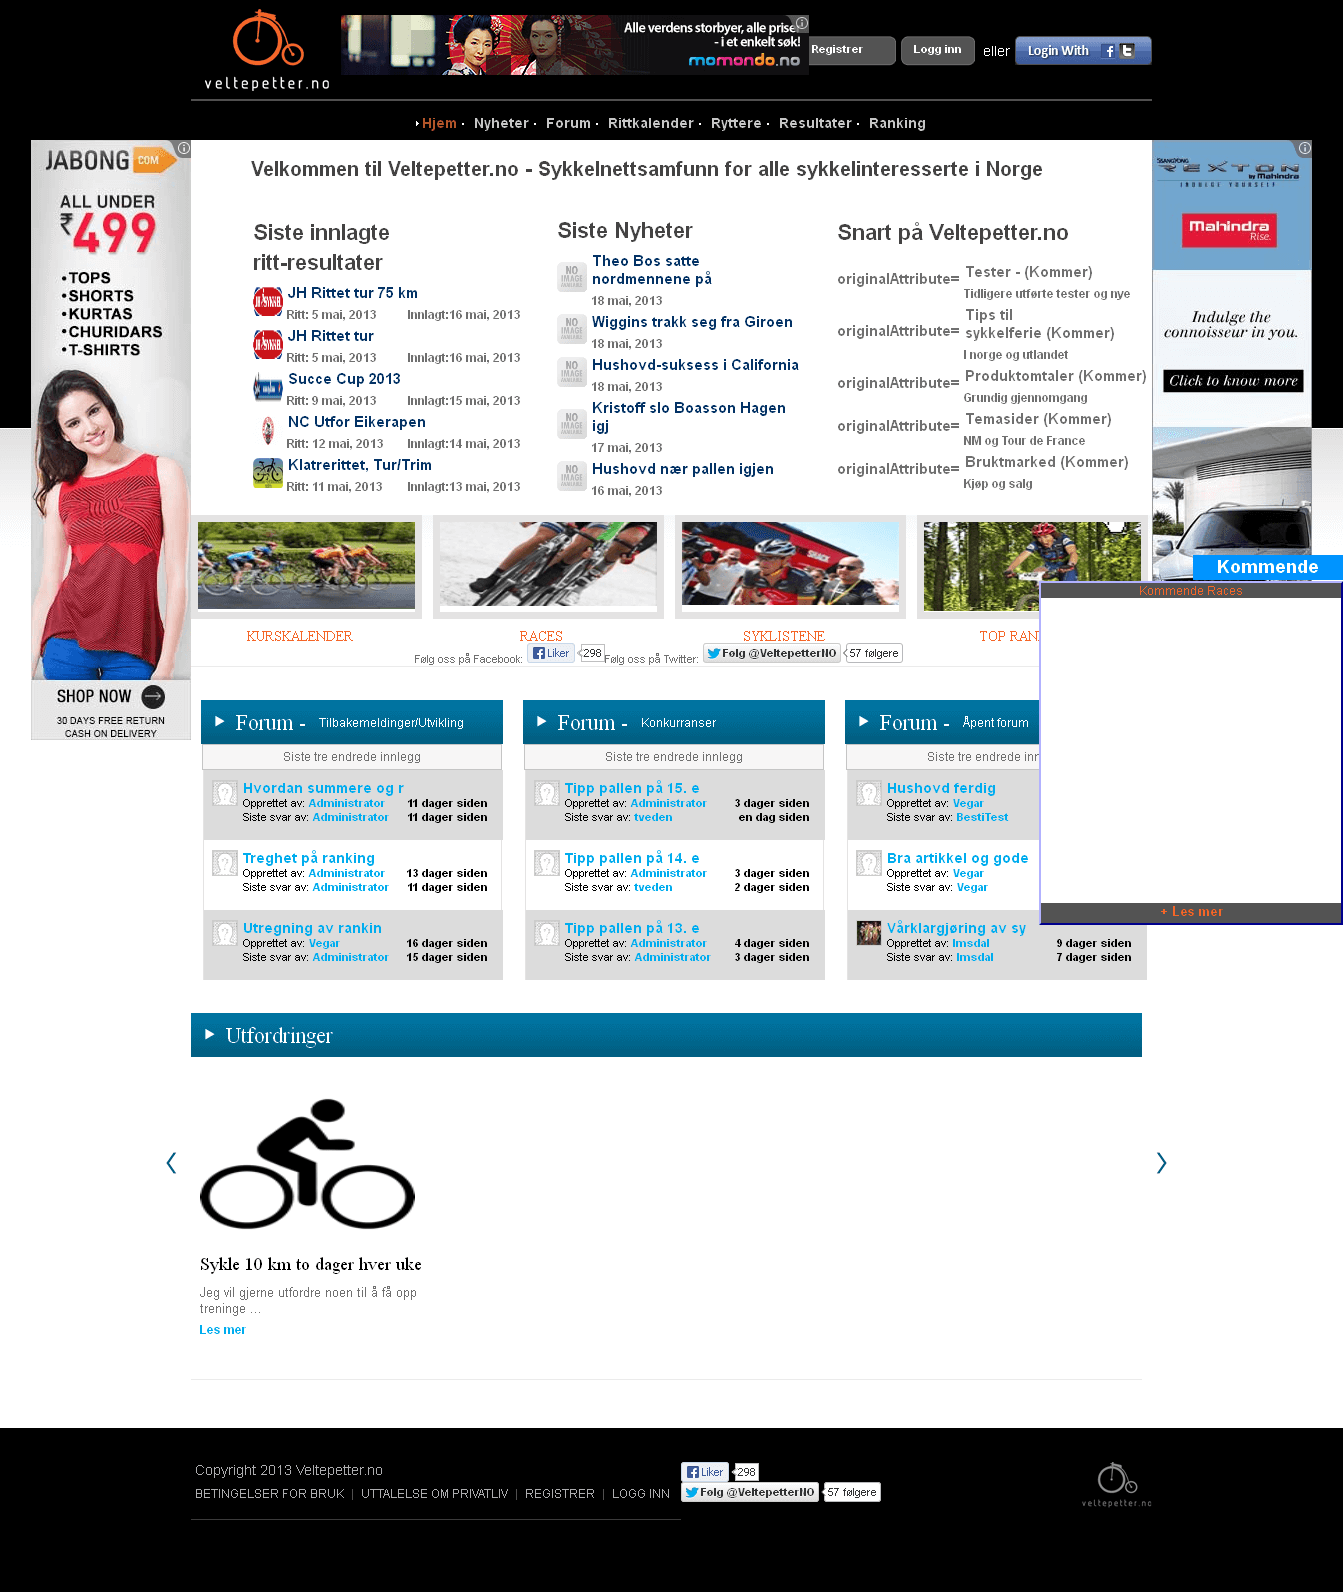 veltepetter.no
Alle verdens storbyer, alle priser
- i et enkelt søk!
momondo.no
Registrer
Logg inn
eller
Login With
Hjem · Nyheter · Forum · Rittkalender · Ryttere · Resultater · Ranking
JABONG.COM
ALL UNDER
₹499
•TOPS
•SHORTS
•KURTAS
•CHURIDARS
•T-SHIRTS
SHOP NOW
30 DAYS FREE RETURN
CASH ON DELIVERY
Velkommen til Veltepetter.no - Sykkelnettsamfunn for alle sykkelinteresserte i Norge
Siste innlagte
ritt-resultater
JH Rittet tur 75 km
Ritt: 5 mai, 2013 Innlagt:16 mai, 2013
JH Rittet tur
Ritt: 5 mai, 2013 Innlagt:16 mai, 2013
Succe Cup 2013
Ritt: 9 mai, 2013 Innlagt:15 mai, 2013
NC Utfor Eikerapen
Ritt: 12 mai, 2013 Innlagt:14 mai, 2013
Klatrerittet, Tur/Trim
Ritt: 11 mai, 2013 Innlagt:13 mai, 2013
Siste Nyheter
NO IMAGE AVAILABLE
Theo Bos satte
nordmennene på
18 mai, 2013
NO IMAGE AVAILABLE
Wiggins trakk seg fra Giroen
18 mai, 2013
NO IMAGE AVAILABLE
Hushovd-suksess i California
18 mai, 2013
NO IMAGE AVAILABLE
Kristoff slo Boasson Hagen
igj
17 mai, 2013
NO IMAGE AVAILABLE
Hushovd nær pallen igjen
16 mai, 2013
Snart på Veltepetter.no
originalAttribute= Tester - (Kommer)
Tidligere utførte tester og nye
originalAttribute= Tips til
sykkelferie (Kommer)
I norge og utlandet
originalAttribute= Produktomtaler (Kommer)
Grundig gjennomgang
originalAttribute= Temasider (Kommer)
NM og Tour de France
originalAttribute= Bruktmarked (Kommer)
Kjøp og salg
SSANGYONG
REXTON
by Mahindra
INDULGE YOURSELF
Mahindra
Rise.
Indulge the
connoisseur in you.
Click to know more
Kommende
Kommende Races
+ Les mer
KURSKALENDER
RACES
SYKLISTENE
TOP RAN
Følg oss på Facebook: Liker 298 Følg oss på Twitter: Følg @VeltepetterNO 57 følgere
Forum - Tilbakemeldinger/Utvikling
Siste tre endrede innlegg
Hvordan summere og r
Opprettet av: Administrator 11 dager siden
Siste svar av: Administrator 11 dager siden
Treghet på ranking
Opprettet av: Administrator 13 dager siden
Siste svar av: Administrator 11 dager siden
Utregning av rankin
Opprettet av: Vegar 16 dager siden
Siste svar av: Administrator 15 dager siden
Forum - Konkurranser
Siste tre endrede innlegg
Tipp pallen på 15. e
Opprettet av: Administrator 3 dager siden
Siste svar av: tveden en dag siden
Tipp pallen på 14. e
Opprettet av: Administrator 3 dager siden
Siste svar av: tveden 2 dager siden
Tipp pallen på 13. e
Opprettet av: Administrator 4 dager siden
Siste svar av: Administrator 3 dager siden
Forum - Åpent forum
Siste tre endrede inn
Hushovd ferdig
Opprettet av: Vegar
Siste svar av: BestiTest
Bra artikkel og gode
Opprettet av: Vegar
Siste svar av: Vegar
Vårklargjøring av sy
Opprettet av: Imsdal 9 dager siden
Siste svar av: Imsdal 7 dager siden
Utfordringer
Sykle 10 km to dager hver uke
Jeg vil gjerne utfordre noen til å få opp
treninge ...
Les mer
Copyright 2013 Veltepetter.no
BETINGELSER FOR BRUK | UTTALELSE OM PRIVATLIV | REGISTRER | LOGG INN
Liker 298
Følg @VeltepetterNO 57 følgere
veltepetter.no